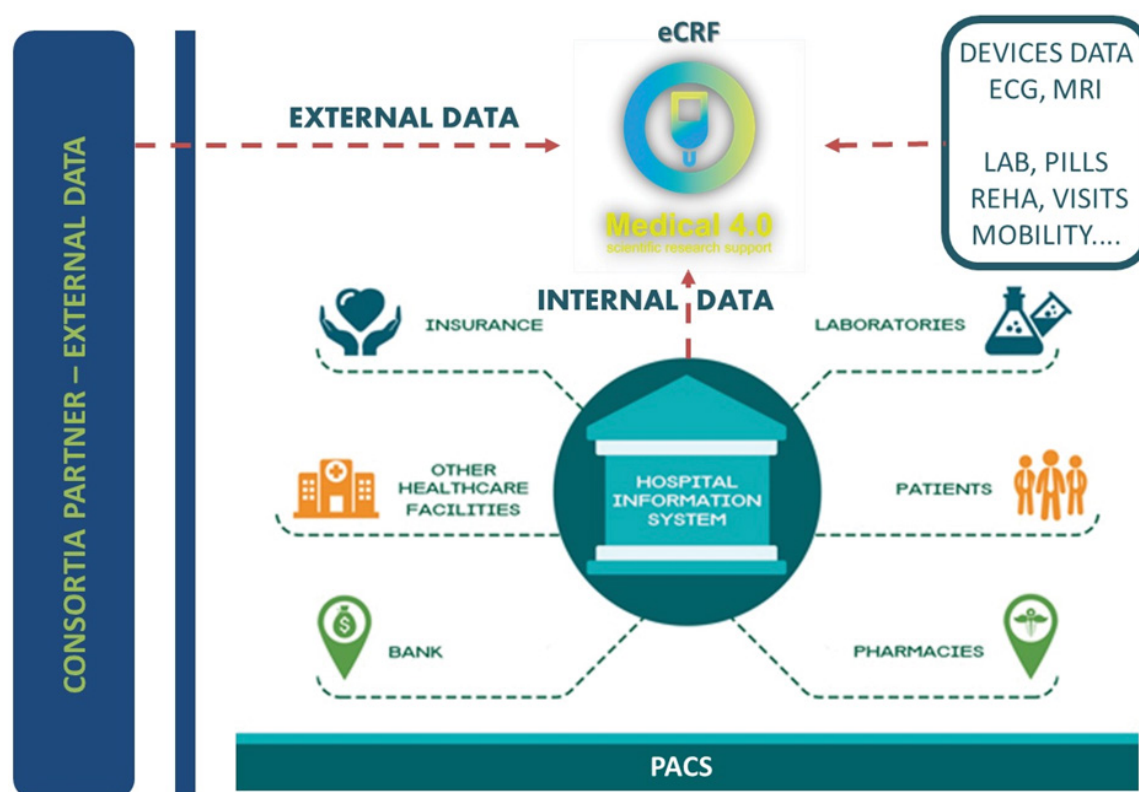 CONSORTIA PARTNER – EXTERNAL DATA
eCRF
EXTERNAL DATA
Medical 4.0
scientific research support
DEVICES DATA
ECG, MRI
LAB, PILLS
REHA, VISITS
MOBILITY....
INTERNAL DATA
INSURANCE
LABORATORIES
OTHER
HEALTHCARE
FACILITIES
HOSPITAL
INFORMATION
SYSTEM
PATIENTS
BANK
PHARMACIES
PACS